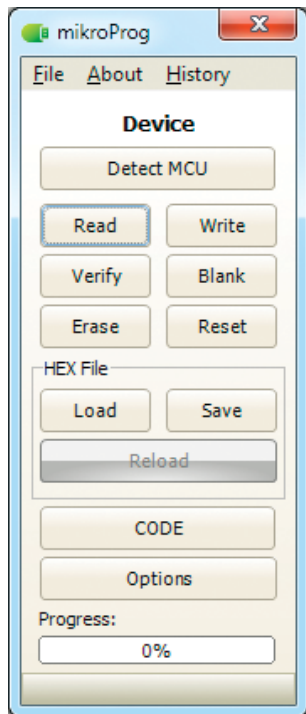 mikroProg
File About History
Device
Detect MCU
Read Write
Verify Blank
Erase Reset
HEX File
Load Save
Reload
CODE
Options
Progress:
0%